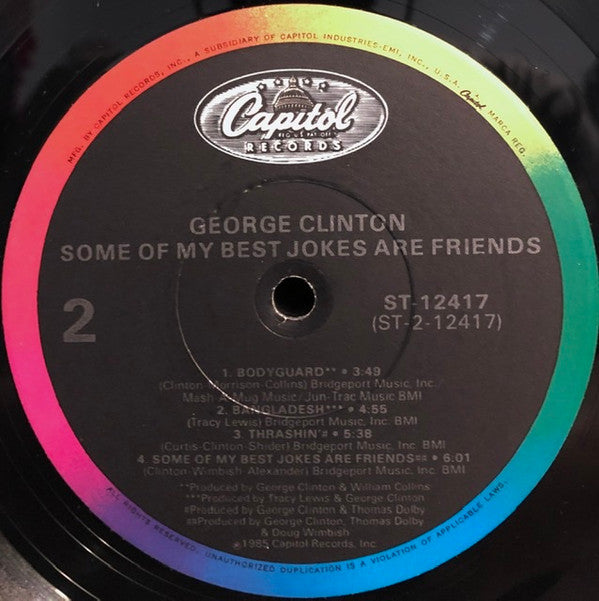 MFG. BY CAPITOL RECORDS, INC., A SUBSIDIARY OF CAPITOL INDUSTRIES-EMI, INC., U.S.A. Capitol MARCA REG.
Capitol
REG. U.S. PAT. OFF.
RECORDS
GEORGE CLINTON
SOME OF MY BEST JOKES ARE FRIENDS
2
ST-12417
(ST-2-12417)
1. BODYGUARD** • 3:49
(Clinton-Morrison-Collins) Bridgeport Music, Inc./
Mash-A-Mug Music/Jun-Trac Music BMI
2. BANGLADESH*** • 4:55
(Tracy Lewis) Bridgeport Music, Inc. BMI
3. THRASHIN'# • 5:38
(Curtis-Clinton-Shider) Bridgeport Music, Inc. BMI
4. SOME OF MY BEST JOKES ARE FRIENDS## • 6:01
(Clinton-Wimbish-Alexander) Bridgeport Music, Inc. BMI
**Produced by George Clinton & William Collins
***Produced by Tracy Lewis & George Clinton
#Produced by George Clinton & Thomas Dolby
##Produced by George Clinton, Thomas Dolby
& Doug Wimbish
℗1985 Capitol Records, Inc.
ALL RIGHTS RESERVED. UNAUTHORIZED DUPLICATION IS A VIOLATION OF APPLICABLE LAWS.